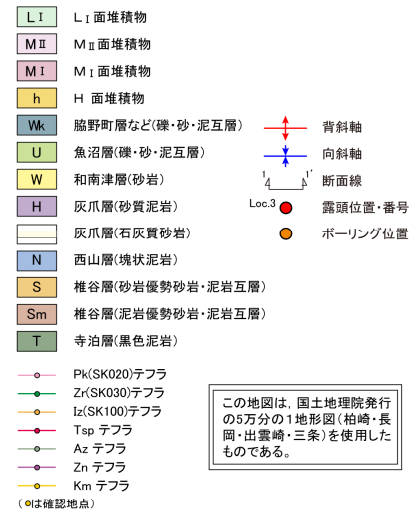 LⅠ LⅠ面堆積物
MⅡ MⅡ面堆積物
MⅠ MⅠ面堆積物
h H 面堆積物
Wk 脇野町層など(礫・砂・泥互層)
U 魚沼層(礫・砂・泥互層)
W 和南津層(砂岩)
H 灰爪層(砂質泥岩)
灰爪層(石灰質砂岩)
N 西山層(塊状泥岩)
S 椎谷層(砂岩優勢砂岩・泥岩互層)
Sm 椎谷層(泥岩優勢砂岩・泥岩互層)
T 寺泊層(黒色泥岩)
背斜軸
向斜軸
1 1' 断面線
Loc.3 露頭位置・番号
ボーリング位置
Pk(SK020)テフラ
Zr(SK030)テフラ
Iz(SK100)テフラ
Tsp テフラ
Az テフラ
Zn テフラ
Km テフラ
(●は確認地点)
この地図は，国土地理院発行
の5万分の1地形図(柏崎・長
岡・出雲崎・三条)を使用した
ものである。